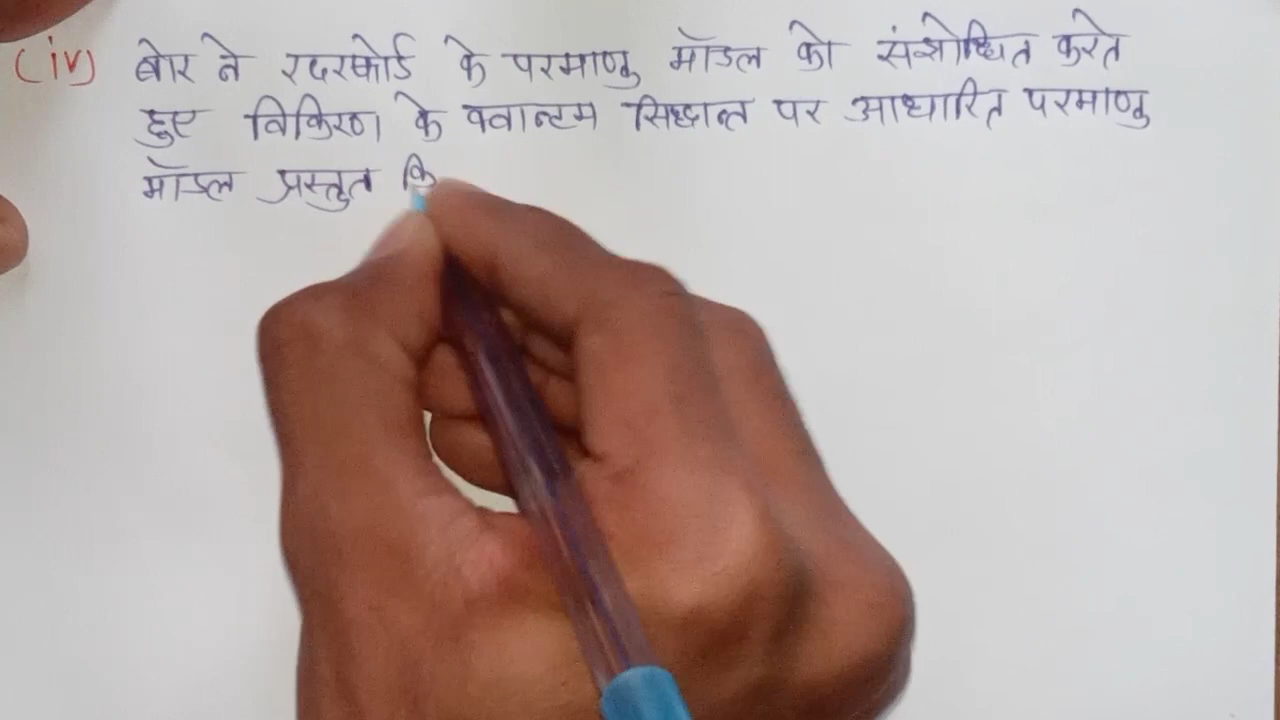 (iv) बोर ने रदरफोर्ड के परमाणु मॉडल को संशोधित करते
हुए विकिरण के क्वान्टम सिद्धान्त पर आधारित परमाणु
मॉडल प्रस्तुत कि